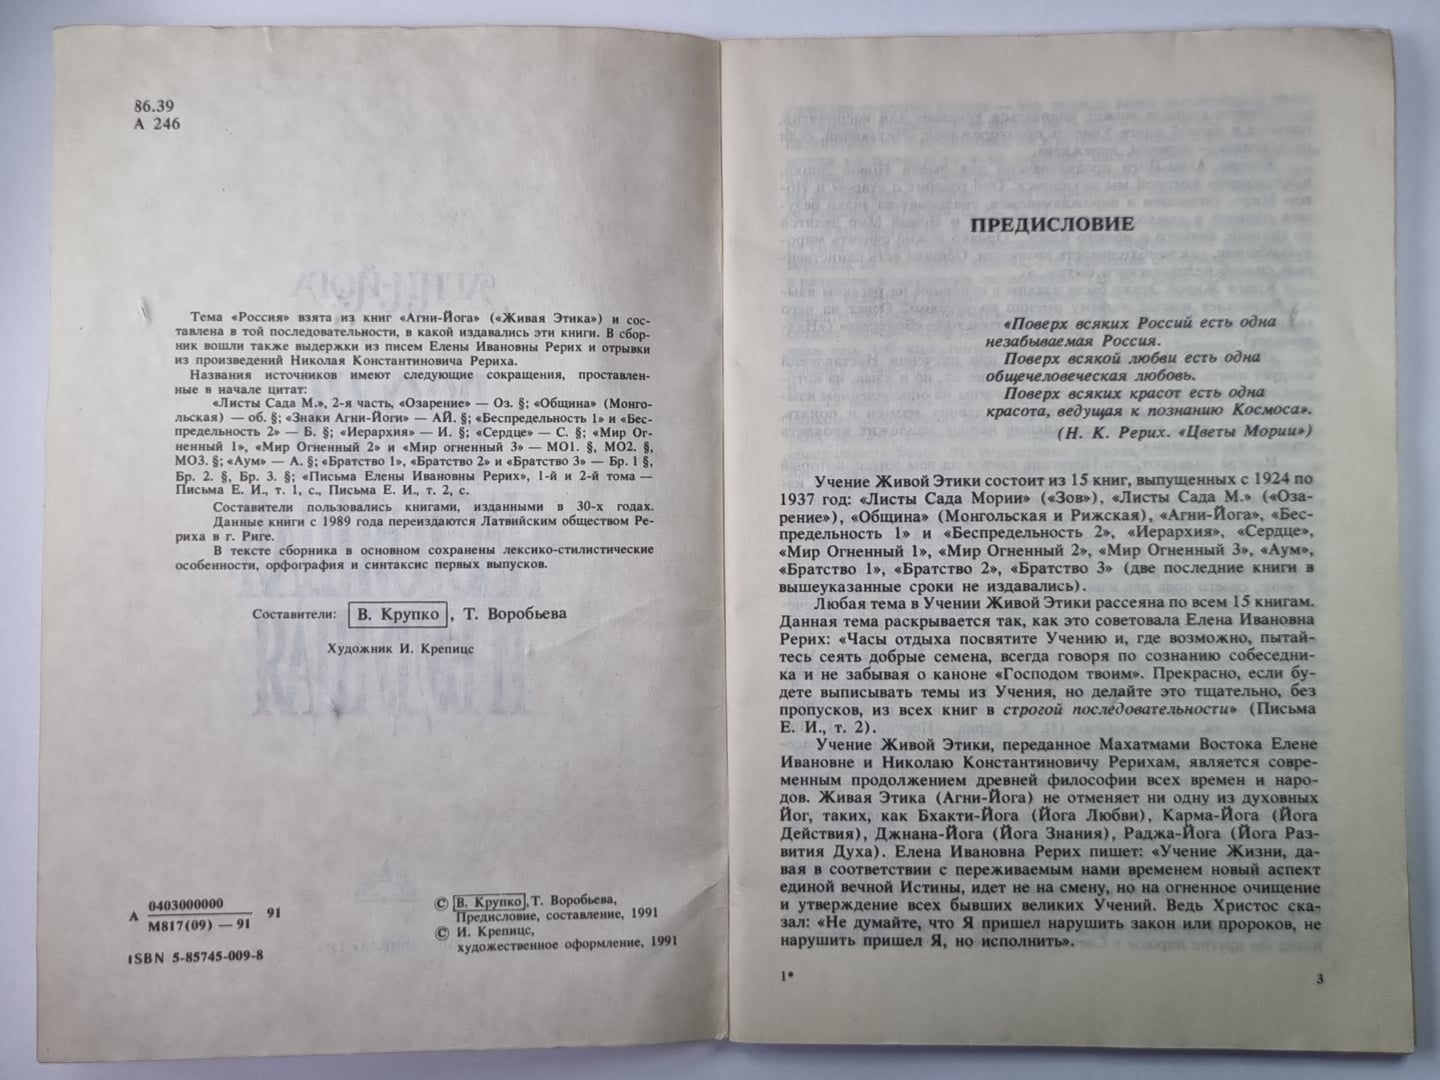 86.39
А 246
Тема «Россия» взята из книг «Агни-Йога» («Живая Этика») и сос-
тавлена в той последовательности, в какой издавались эти книги. В сбор-
ник вошли также выдержки из писем Елены Ивановны Рерих и отрывки
из произведений Николая Константиновича Рериха.
Названия источников имеют следующие сокращения, проставлен-
ные в начале цитат:
«Листы Сада М.», 2-я часть, «Озарение» — Оз. §; «Община» (Монго-
льская) — об. §; «Знаки Агни-Йоги» — АЙ. §; «Беспредельность 1» и «Бес-
предельность 2» — Б. §; «Иерархия» — И. §; «Сердце» — С. §; «Мир Ог-
ненный 1», «Мир Огненный 2» и «Мир огненный 3» — МО1. §, МО2. §,
МО3. §; «Аум» — А. §; «Братство 1», «Братство 2» и «Братство 3» — Бр. 1 §,
Бр. 2. §, Бр. 3. §; «Письма Елены Ивановны Рерих», 1-й и 2-й тома —
Письма Е. И., т. 1, с., Письма Е. И., т. 2, с.
Составители пользовались книгами, изданными в 30-х годах.
Данные книги с 1989 года переиздаются Латвийским обществом Ре-
риха в г. Риге.
В тексте сборника в основном сохранены лексико-стилистические
особенности, орфография и синтаксис первых выпусков.
Составители: В. Крупко, Т. Воробьева
Художник И. Крепицс
А 0403000000 91
М817(09) — 91
ISBN 5-85745-009-8
© В. Крупко, Т. Воробьева,
Предисловие, составление, 1991
© И. Крепицс,
художественное оформление, 1991
ПРЕДИСЛОВИЕ
«Поверх всяких Россий есть одна
незабываемая Россия.
Поверх всякой любви есть одна
общечеловеческая любовь.
Поверх всяких красот есть одна
красота, ведущая к познанию Космоса».
(Н. К. Рерих. «Цветы Мории»)
Учение Живой Этики состоит из 15 книг, выпущенных с 1924 по
1937 год: «Листы Сада Мории» («Зов»), «Листы Сада М.» («Оза-
рение»), «Община» (Монгольская и Рижская), «Агни-Йога», «Бес-
предельность 1» и «Беспредельность 2», «Иерархия», «Сердце»,
«Мир Огненный 1», «Мир Огненный 2», «Мир Огненный 3», «Аум»,
«Братство 1», «Братство 2», «Братство 3» (две последние книги в
вышеуказанные сроки не издавались).
Любая тема в Учении Живой Этики рассеяна по всем 15 книгам.
Данная тема раскрывается так, как это советовала Елена Ивановна
Рерих: «Часы отдыха посвятите Учению и, где возможно, пытай-
тесь сеять добрые семена, всегда говоря по сознанию собеседни-
ка и не забывая о каноне «Господом твоим». Прекрасно, если бу-
дете выписывать темы из Учения, но делайте это тщательно, без
пропусков, из всех книг в строгой последовательности» (Письма
Е. И., т. 2).
Учение Живой Этики, переданное Махатмами Востока Елене
Ивановне и Николаю Константиновичу Рерихам, является совре-
менным продолжением древней философии всех времен и наро-
дов. Живая Этика (Агни-Йога) не отменяет ни одну из духовных
Йог, таких, как Бхакти-Йога (Йога Любви), Карма-Йога (Йога
Действия), Джнана-Йога (Йога Знания), Раджа-Йога (Йога Раз-
вития Духа). Елена Ивановна Рерих пишет: «Учение Жизни, да-
вая в соответствии с переживаемым нами временем новый аспект
единой вечной Истины, идет не на смену, но на огненное очищение
и утверждение всех бывших великих Учений. Ведь Христос ска-
зал: «Не думайте, что Я пришел нарушить закон или пророков, не
нарушить пришел Я, но исполнить».
1*
3